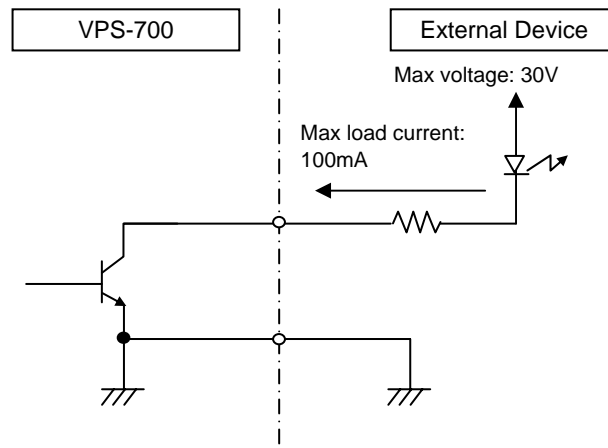 VPS-700
External Device
Max voltage: 30V
Max load current:
100mA